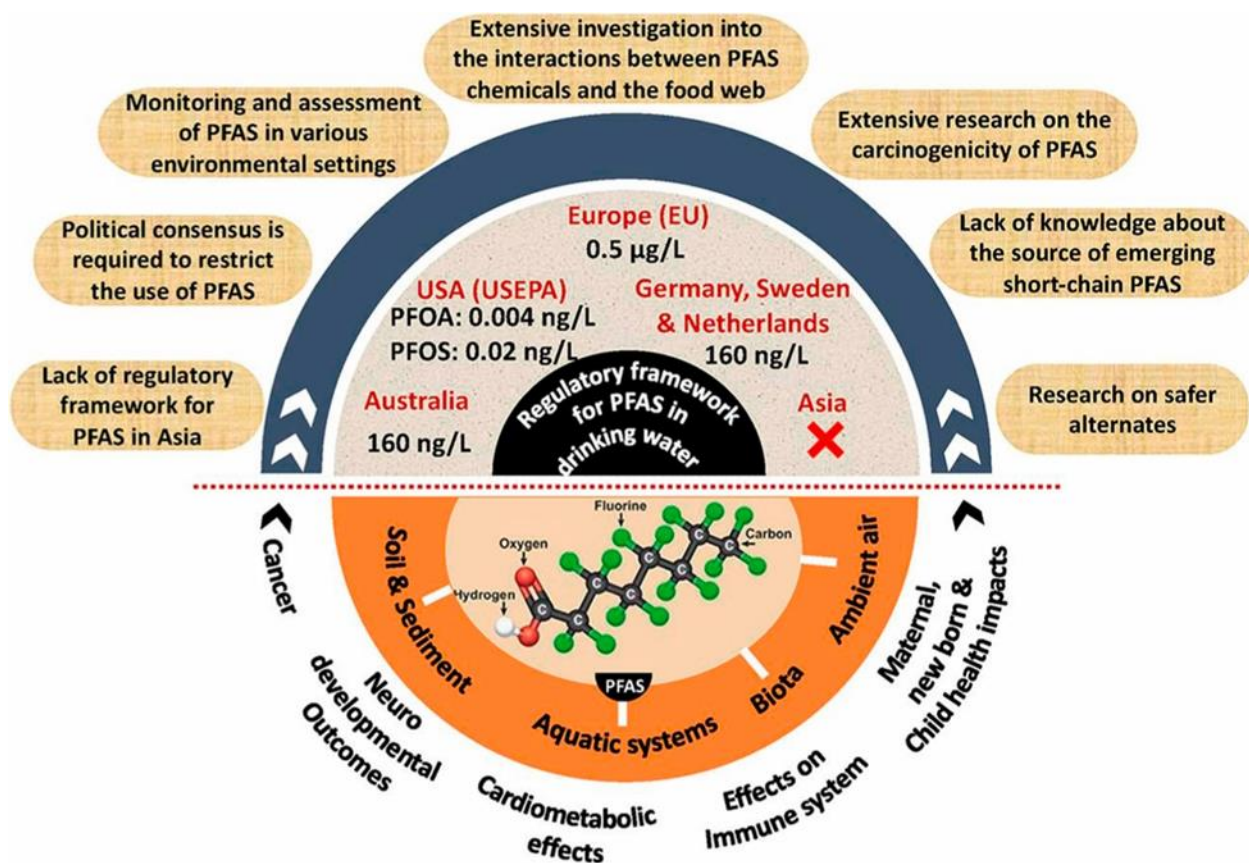 Extensive investigation into
the interactions between PFAS
chemicals and the food web
Monitoring and assessment
of PFAS in various
environmental settings
Extensive research on the
carcinogenicity of PFAS
Political consensus is
required to restrict
the use of PFAS
Lack of knowledge about
the source of emerging
short-chain PFAS
Lack of regulatory
framework for
PFAS in Asia
Research on safer
alternates
Europe (EU)
0.5 µg/L
USA (USEPA)
PFOA: 0.004 ng/L
PFOS: 0.02 ng/L
Germany, Sweden
& Netherlands
160 ng/L
Australia
160 ng/L
Asia
Regulatory framework
for PFAS in
drinking water
Fluorine
Carbon
Oxygen
Hydrogen
C
C
C
C
C
C
C
C
PFAS
Soil & Sediment
Aquatic systems
Biota
Ambient air
Cancer
Neuro
developmental
Outcomes
Cardiometabolic
effects
Effects on
Immune system
Maternal,
new born &
Child health impacts